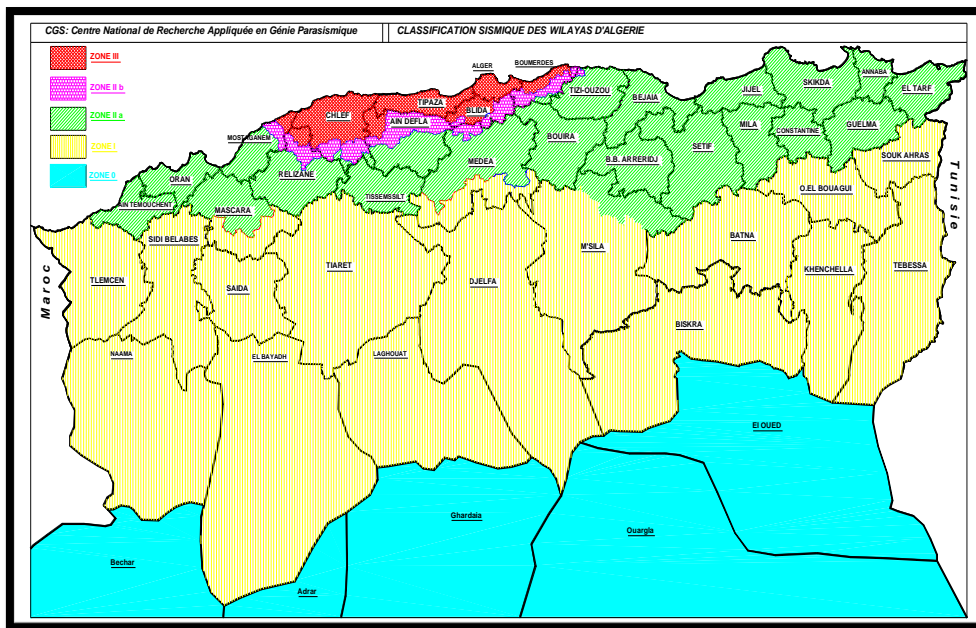 CGS: Centre National de Recherche Appliquée en Génie Parasismique
CLASSIFICATION SISMIQUE DES WILAYAS D'ALGERIE
ZONE III
ZONE II b
ZONE II a
ZONE I
ZONE 0
ALGER
BOUMERDES
TIPAZA
BLIDA
CHLEF
AIN DEFLA
TIZI-OUZOU
BEJAIA
JIJEL
SKIKDA
ANNABA
EL TARF
MOSTAGANEM
BOUIRA
MILA
CONSTANTINE
GUELMA
SETIF
B.B. ARRERIDJ
SOUK AHRAS
RELIZANE
MEDEA
ORAN
TISSEMSSILT
O.EL BOUAGUI
AIN TEMOUCHENT
MASCARA
SIDI BELABES
BATNA
M'SILA
TIARET
KHENCHELLA
TEBESSA
TLEMCEN
SAIDA
DJELFA
BISKRA
NAAMA
EL BAYADH
LAGHOUAT
Maroc
Tunisie
El OUED
Ghardaia
Ouargla
Bechar
Adrar